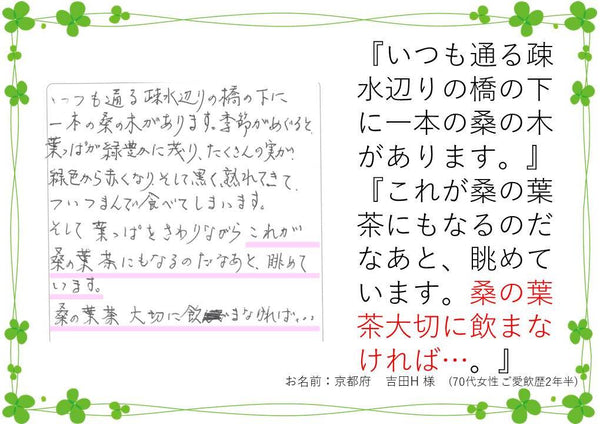 いつも通る疎水辺りの橋の下に
一本の桑の木があります。季節がめぐると、
葉っぱが緑豊かに茂り、たくさんの実が
緑色から赤くなり、そして黒く熟れてきて、
ついつまんで食べてしまいます。
そして葉っぱをさわりながらこれが
桑の葉茶にもなるのだなあと、眺めて
います。
桑の葉茶 大切に飲まなければ…
『いつも通る疎
水辺りの橋の下
に一本の桑の木
があります。』
『これが桑の葉
茶にもなるのだ
なあと、眺めて
います。桑の葉
茶大切に飲まな
ければ…。』
お名前：京都府　吉田H 様　（70代女性 ご愛飲歴2年半）